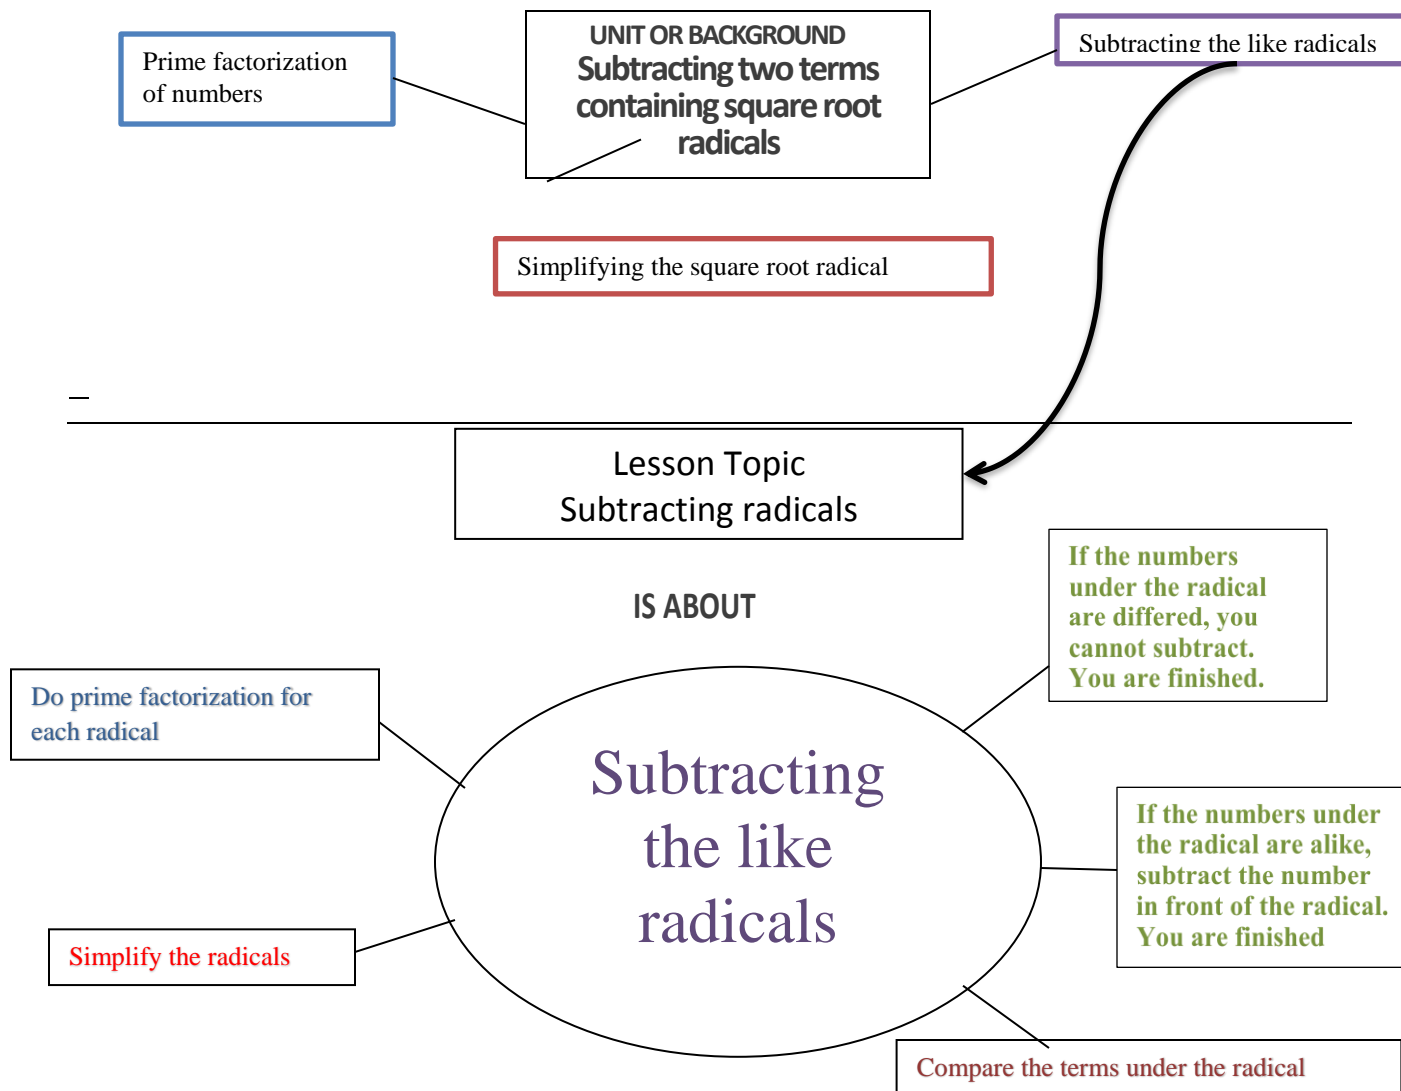 UNIT OR BACKGROUND
Subtracting two terms
containing square root
radicals
Prime factorization
of numbers
Subtracting the like radicals
Simplifying the square root radical
Lesson Topic
Subtracting radicals
IS ABOUT
If the numbers
under the radical
are differed, you
cannot subtract.
You are finished.
Do prime factorization for
each radical
Subtracting
the like
radicals
If the numbers under
the radical are alike,
subtract the number
in front of the radical.
You are finished
Simplify the radicals
Compare the terms under the radical